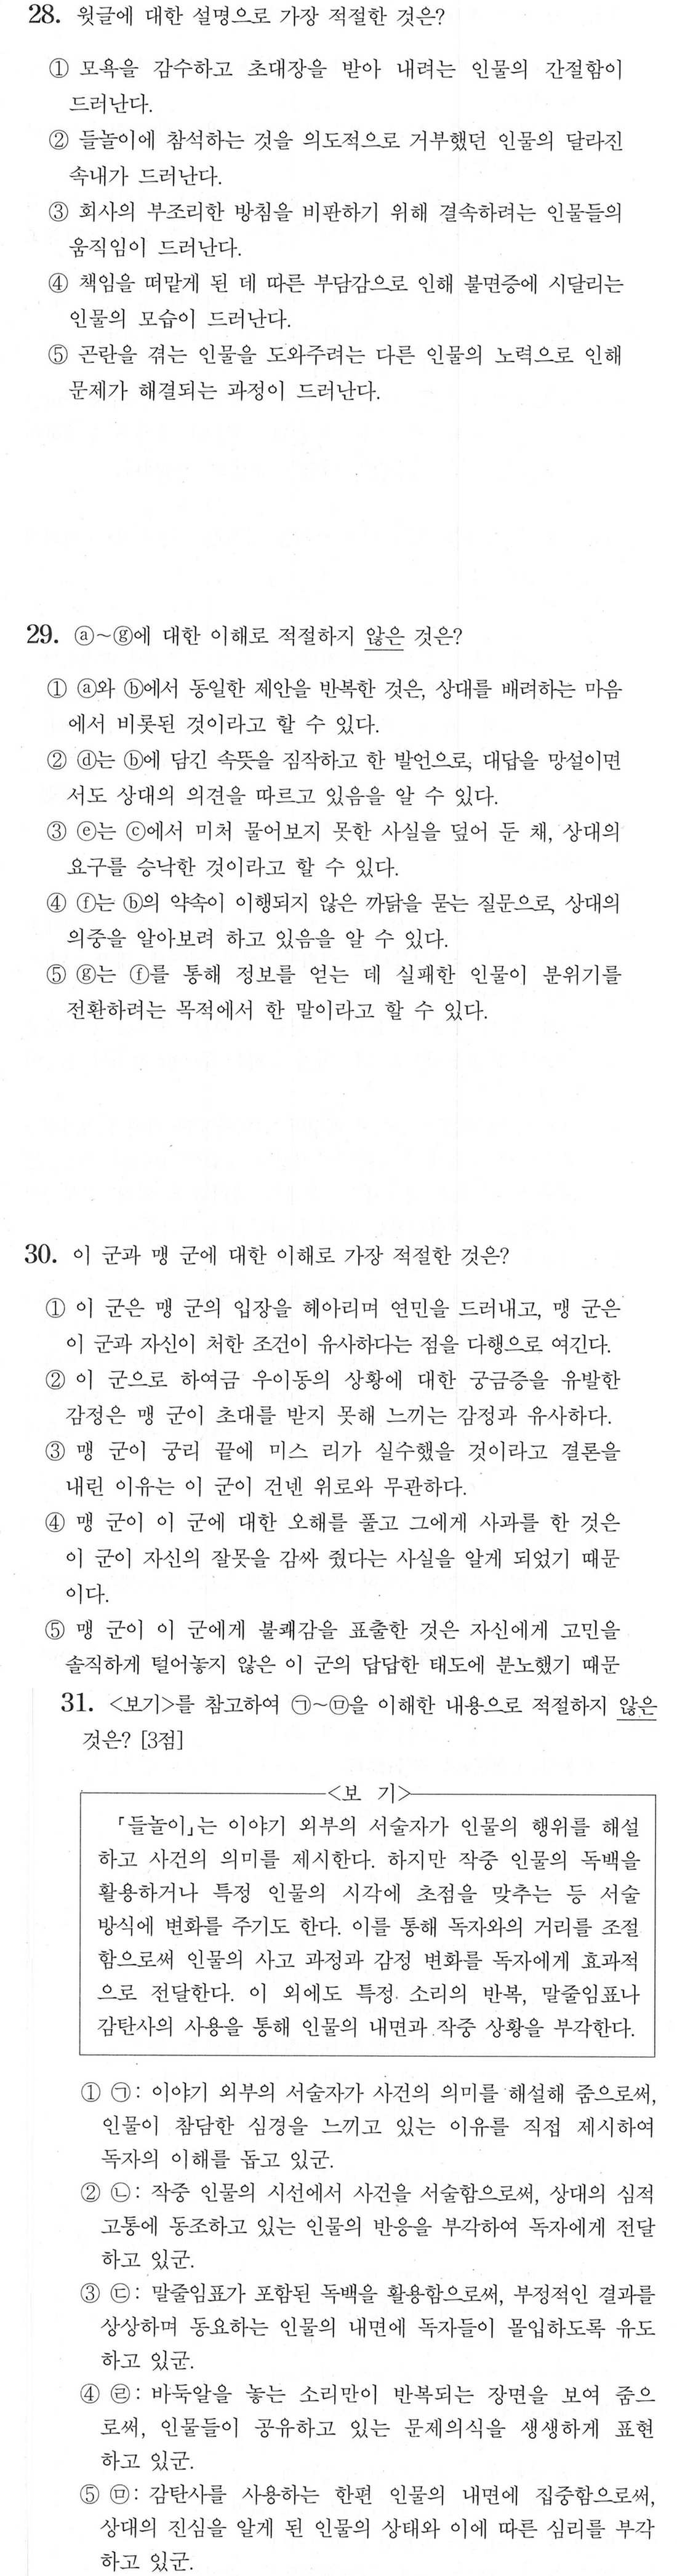 28. 윗글에 대한 설명으로 가장 적절한 것은?
① 모욕을 감수하고 초대장을 받아 내려는 인물의 간절함이
드러난다.
② 들놀이에 참석하는 것을 의도적으로 거부했던 인물의 달라진
속내가 드러난다.
③ 회사의 부조리한 방침을 비판하기 위해 결속하려는 인물들의
움직임이 드러난다.
④ 책임을 떠맡게 된 데 따른 부담감으로 인해 불면증에 시달리는
인물의 모습이 드러난다.
⑤ 곤란을 겪는 인물을 도와주려는 다른 인물의 노력으로 인해
문제가 해결되는 과정이 드러난다.
29. ⓐ~ⓖ에 대한 이해로 적절하지 않은 것은?
① ⓐ와 ⓑ에서 동일한 제안을 반복한 것은, 상대를 배려하는 마음
에서 비롯된 것이라고 할 수 있다.
② ⓓ는 ⓑ에 담긴 속뜻을 짐작하고 한 발언으로, 대답을 망설이면
서도 상대의 의견을 따르고 있음을 알 수 있다.
③ ⓔ는 ⓒ에서 미처 물어보지 못한 사실을 덮어 둔 채, 상대의
요구를 승낙한 것이라고 할 수 있다.
④ ⓕ는 ⓑ의 약속이 이행되지 않은 까닭을 묻는 질문으로, 상대의
의중을 알아보려 하고 있음을 알 수 있다.
⑤ ⓖ는 ⓕ를 통해 정보를 얻는 데 실패한 인물이 분위기를
전환하려는 목적에서 한 말이라고 할 수 있다.
30. 이 군과 맹 군에 대한 이해로 가장 적절한 것은?
① 이 군은 맹 군의 입장을 헤아리며 연민을 드러내고, 맹 군은
이 군과 자신이 처한 조건이 유사하다는 점을 다행으로 여긴다.
② 이 군으로 하여금 우이동의 상황에 대한 궁금증을 유발한
감정은 맹 군이 초대를 받지 못해 느끼는 감정과 유사하다.
③ 맹 군이 궁리 끝에 미스 리가 실수했을 것이라고 결론을
내린 이유는 이 군이 건넨 위로와 무관하다.
④ 맹 군이 이 군에 대한 오해를 풀고 그에게 사과를 한 것은
이 군이 자신의 잘못을 감싸 줬다는 사실을 알게 되었기 때문
이다.
⑤ 맹 군이 이 군에게 불쾌감을 표출한 것은 자신에게 고민을
솔직하게 털어놓지 않은 이 군의 답답한 태도에 분노했기 때문
31. <보기>를 참고하여 ㉠~㉤을 이해한 내용으로 적절하지 않은
것은? [3점]
<보 기>
「들놀이」는 이야기 외부의 서술자가 인물의 행위를 해설
하고 사건의 의미를 제시한다. 하지만 작중 인물의 독백을
활용하거나 특정 인물의 시각에 초점을 맞추는 등 서술
방식에 변화를 주기도 한다. 이를 통해 독자와의 거리를 조절
함으로써 인물의 사고 과정과 감정 변화를 독자에게 효과적
으로 전달한다. 이 외에도 특정 소리의 반복, 말줄임표나
감탄사의 사용을 통해 인물의 내면과 작중 상황을 부각한다.
① ㉠: 이야기 외부의 서술자가 사건의 의미를 해설해 줌으로써,
인물이 참담한 심경을 느끼고 있는 이유를 직접 제시하여
독자의 이해를 돕고 있군.
② ㉡: 작중 인물의 시선에서 사건을 서술함으로써, 상대의 심적
고통에 동조하고 있는 인물의 반응을 부각하여 독자에게 전달
하고 있군.
③ ㉢: 말줄임표가 포함된 독백을 활용함으로써, 부정적인 결과를
상상하며 동요하는 인물의 내면에 독자들이 몰입하도록 유도
하고 있군.
④ ㉣: 바둑알을 놓는 소리만이 반복되는 장면을 보여 줌으
로써, 인물들이 공유하고 있는 문제의식을 생생하게 표현
하고 있군.
⑤ ㉤: 감탄사를 사용하는 한편 인물의 내면에 집중함으로써,
상대의 진심을 알게 된 인물의 상태와 이에 따른 심리를 부각
하고 있군.